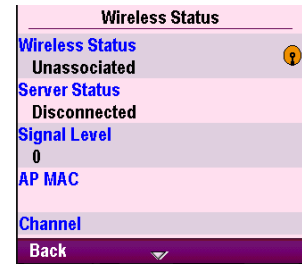 Wireless Status
Wireless Status
Unassociated
Server Status
Disconnected
Signal Level
0
AP MAC
Channel
Back